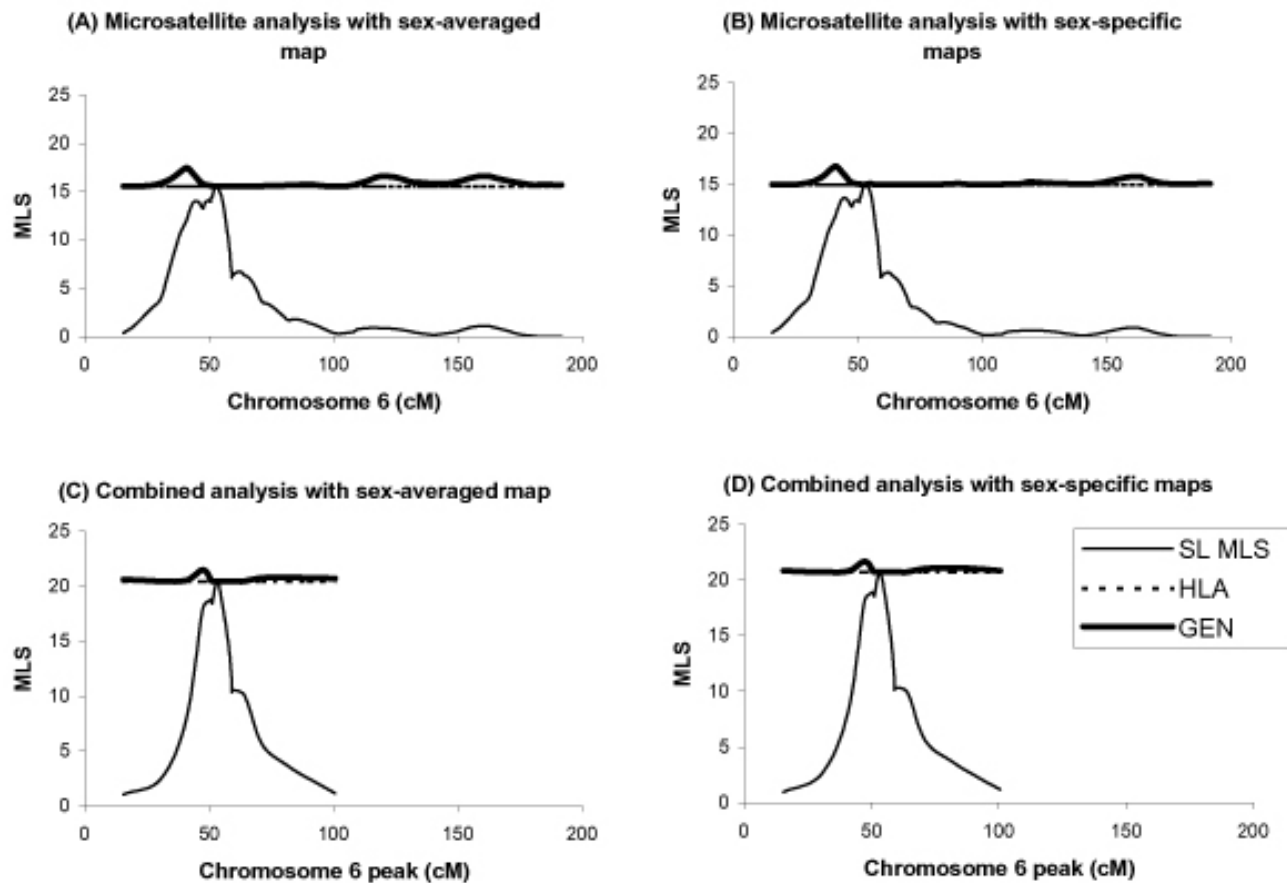 (A) Microsatellite analysis with sex-averaged
map
25
20
15
10
5
0
MLS
0 50 100 150 200
Chromosome 6 (cM)
(B) Microsatellite analysis with sex-specific
maps
25
20
15
10
5
0
MLS
0 50 100 150 200
Chromosome 6 (cM)
(C) Combined analysis with sex-averaged map
25
20
15
10
5
0
MLS
0 50 100 150 200
Chromosome 6 peak (cM)
(D) Combined analysis with sex-specific maps
25
20
15
10
5
0
MLS
0 50 100 150 200
Chromosome 6 peak (cM)
SL MLS
HLA
GEN